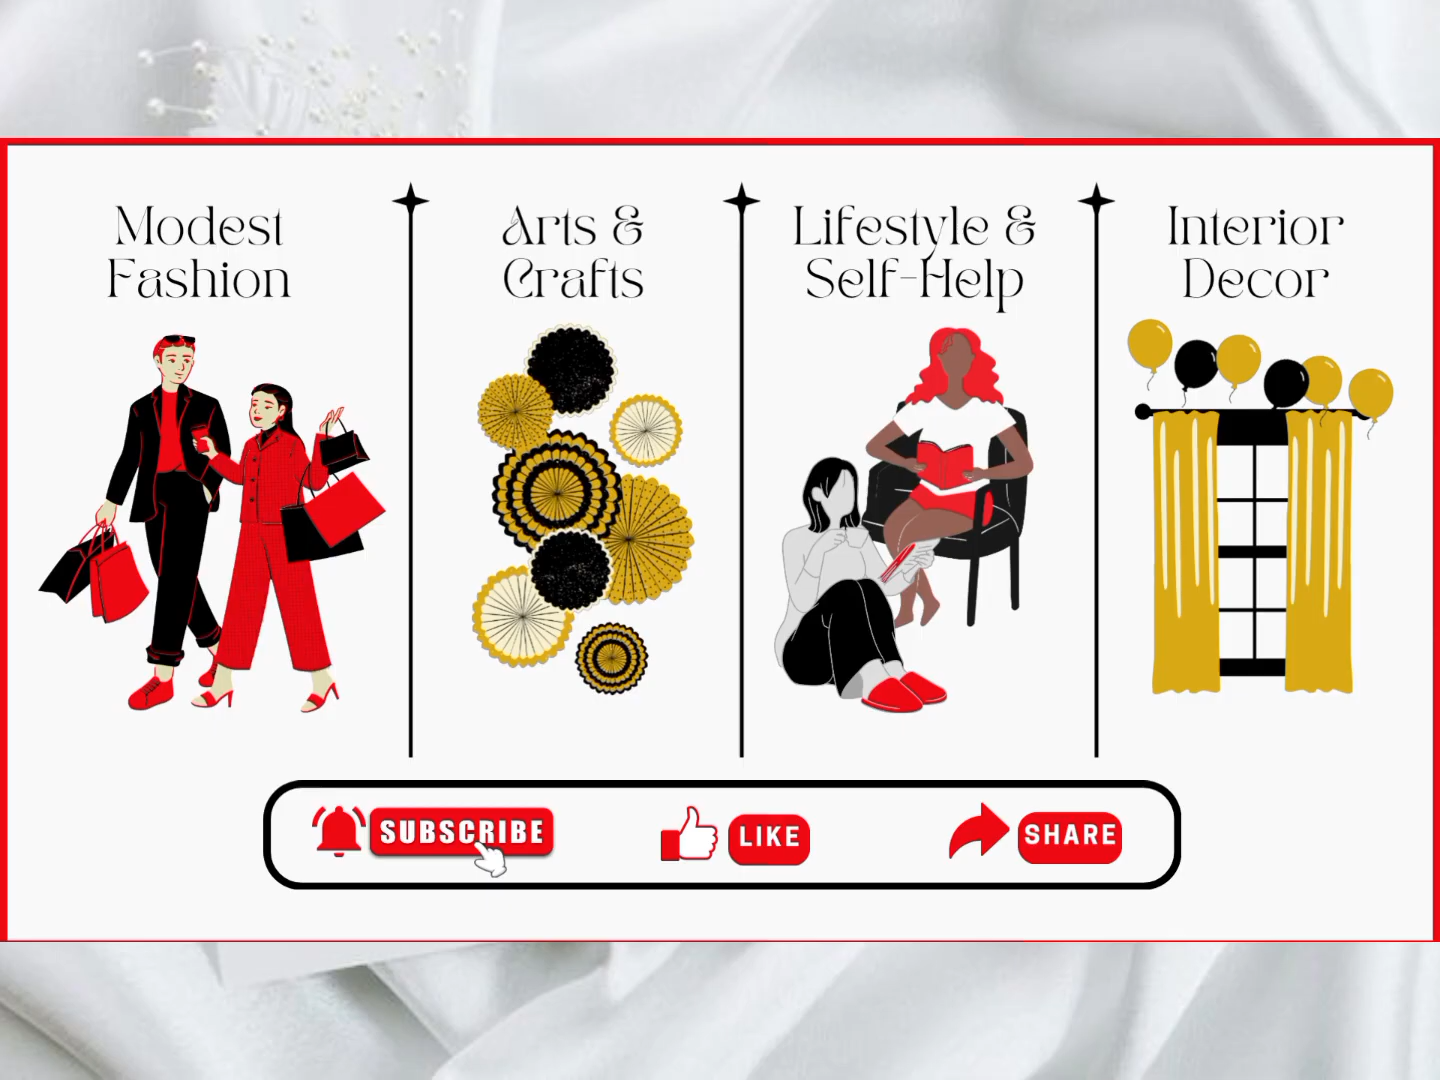 Modest
Fashion
Arts &
Crafts
Lifestyle &
Self-Help
Interior
Decor
SUBSCRIBE
LIKE
SHARE